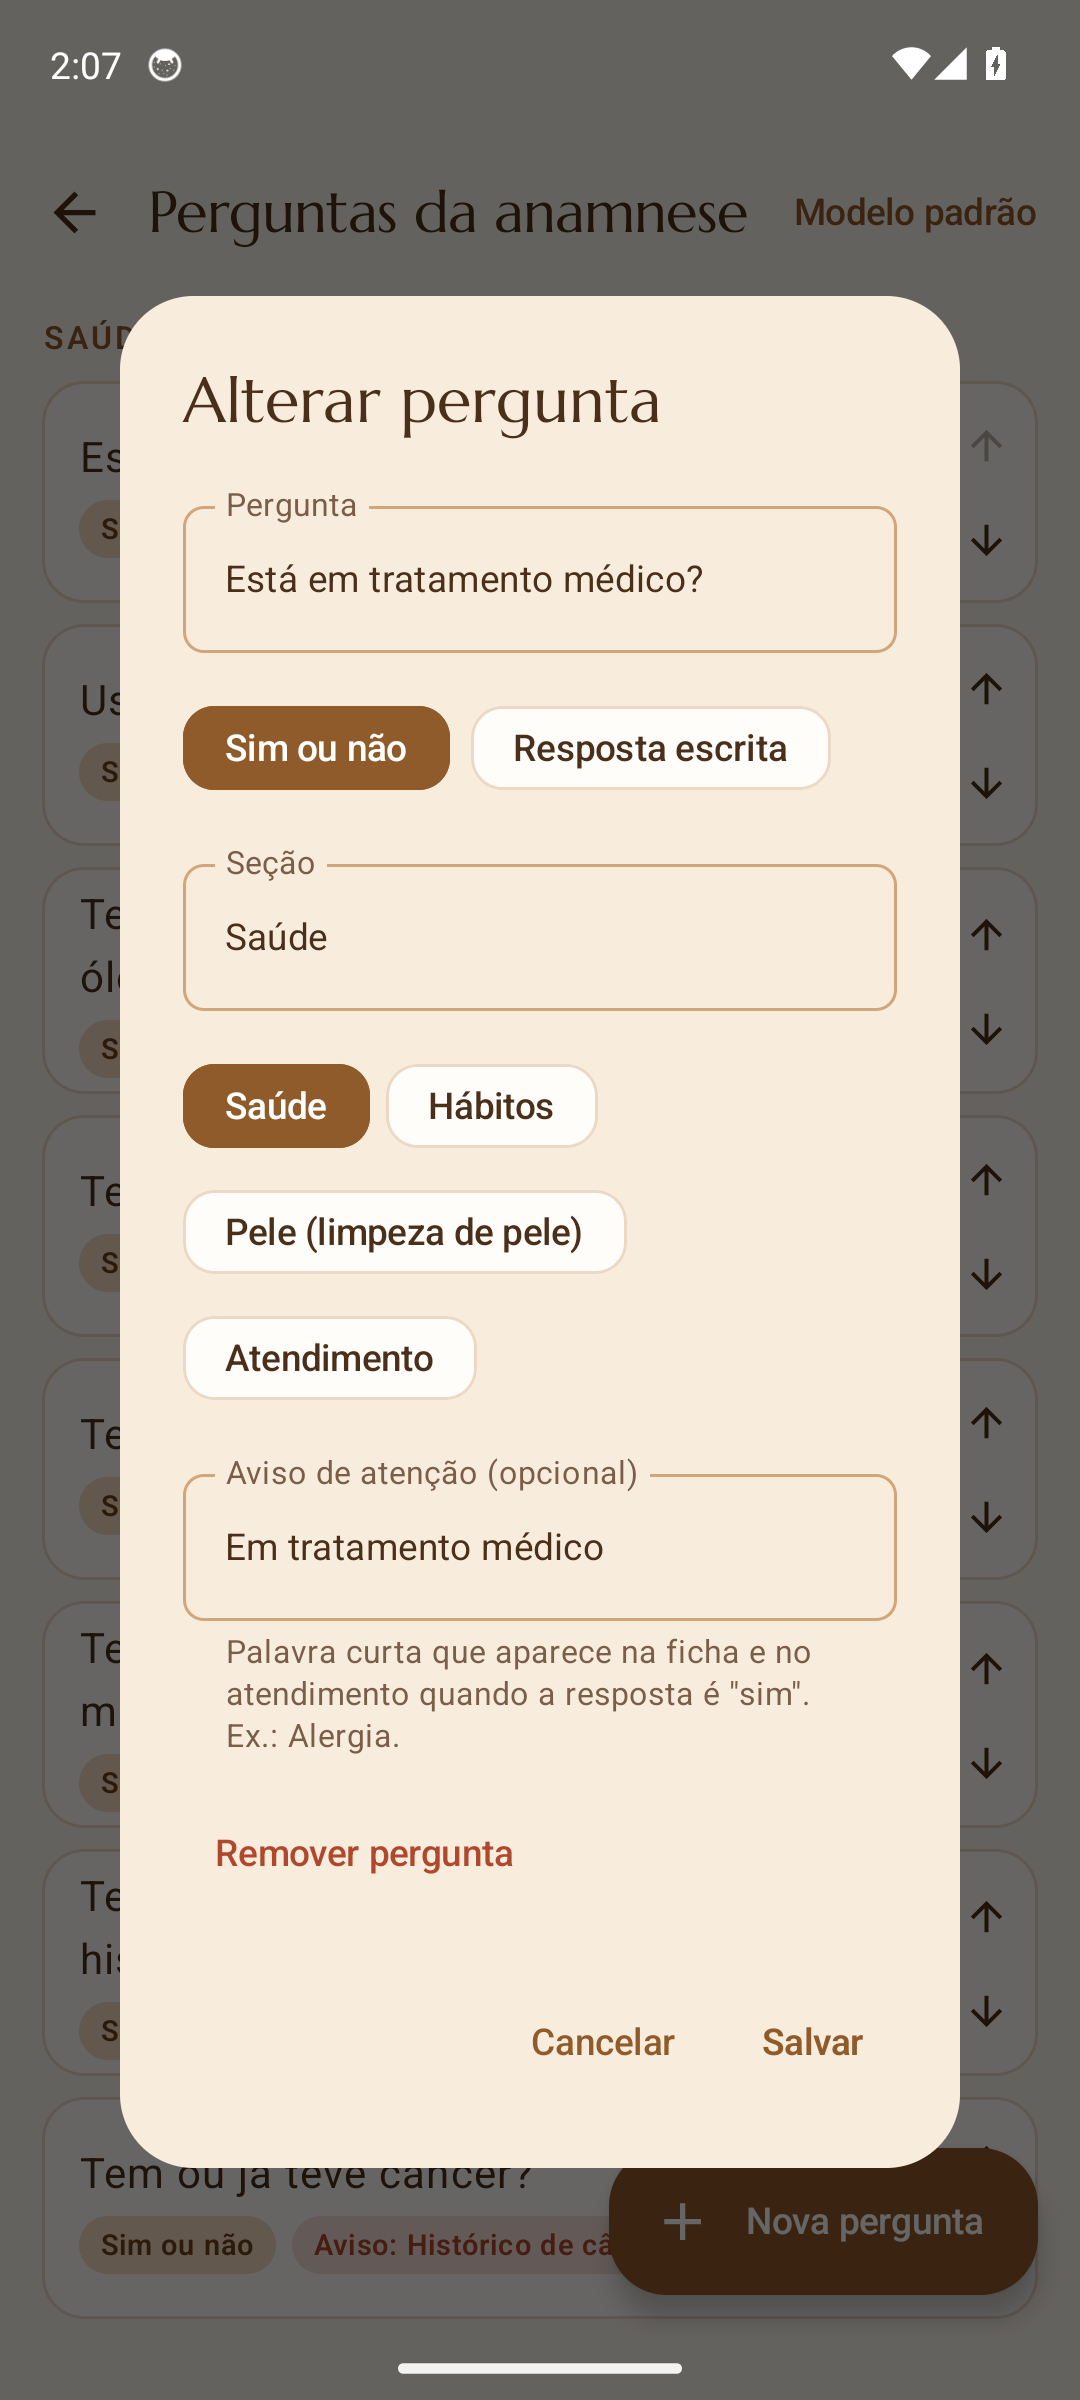 2:07
Perguntas da anamnese
Modelo padrão
Alterar pergunta
Pergunta
Está em tratamento médico?
Sim ou não
Resposta escrita
Seção
Saúde
Saúde
Hábitos
Pele (limpeza de pele)
Atendimento
Aviso de atenção (opcional)
Em tratamento médico
Palavra curta que aparece na ficha e no
atendimento quando a resposta é "sim".
Ex.: Alergia.
Remover pergunta
Cancelar
Salvar
Tem ou já teve câncer?
Sim ou não
Aviso: Histórico de
Nova pergunta